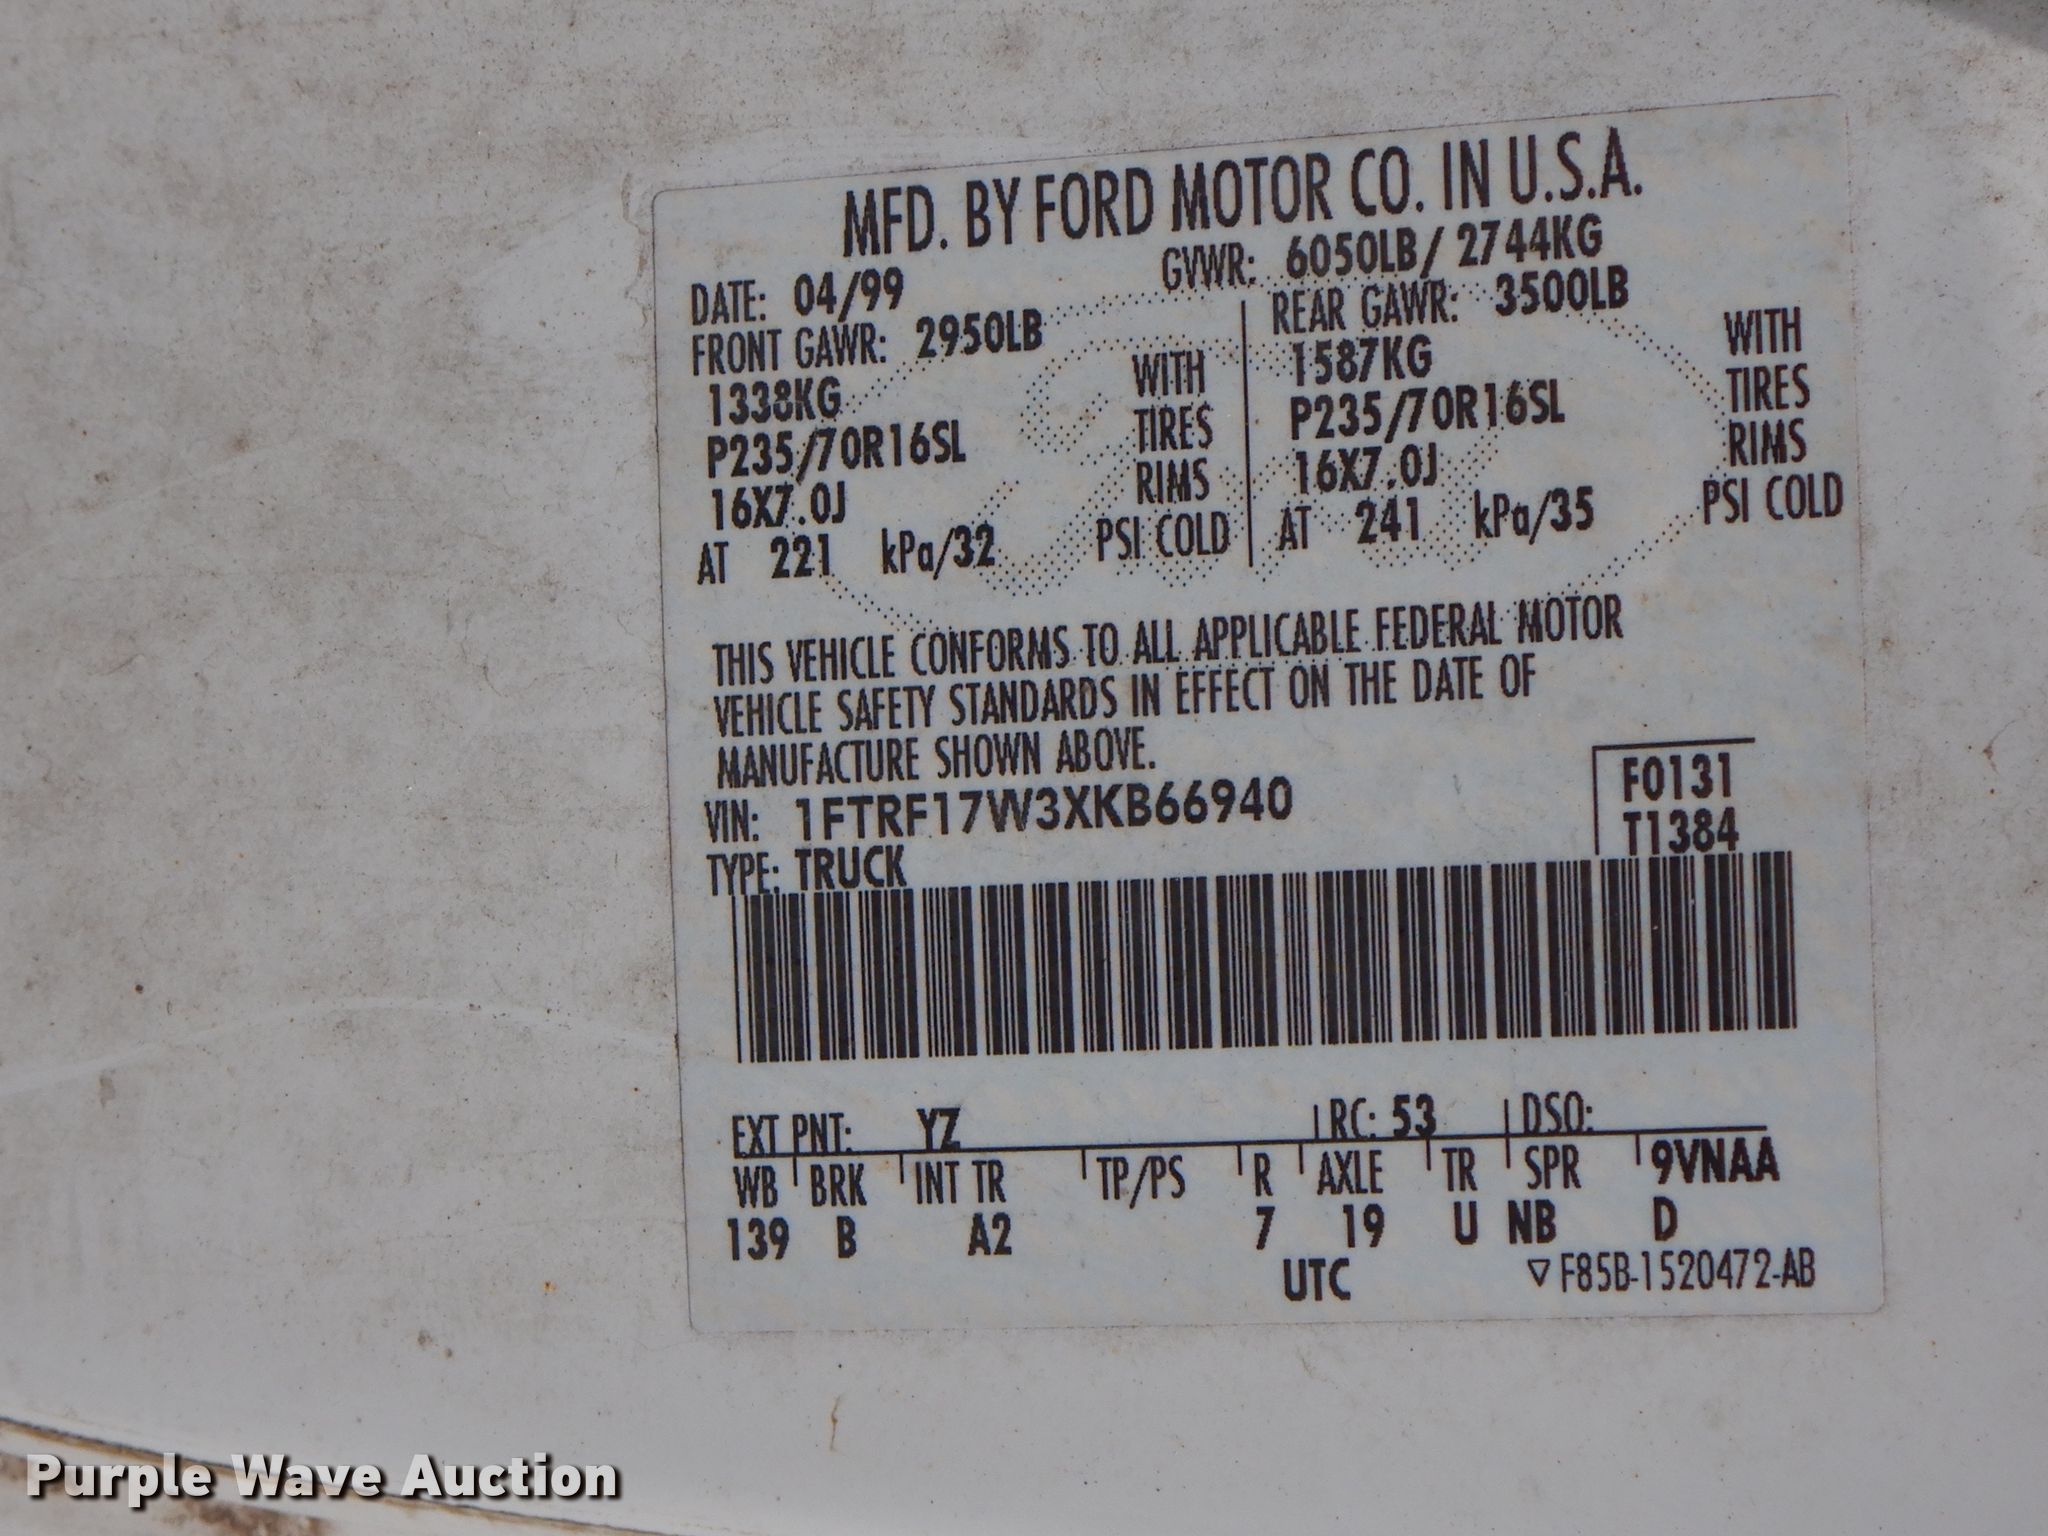 MFD. BY FORD MOTOR CO. IN U.S.A.
DATE: 04/99 GVWR: 6050LB/ 2744KG
FRONT GAWR: 2950LB REAR GAWR: 3500LB
1338KG WITH 1587KG WITH
P235/70R16SL TIRES P235/70R16SL TIRES
16X7.0J RIMS 16X7.0J RIMS
AT 221 kPa/32 PSI COLD AT 241 kPa/35 PSI COLD
THIS VEHICLE CONFORMS TO ALL APPLICABLE FEDERAL MOTOR
VEHICLE SAFETY STANDARDS IN EFFECT ON THE DATE OF
MANUFACTURE SHOWN ABOVE.
VIN: 1FTRF17W3XKB66940 F0131
TYPE: TRUCK T1384
EXT PNT: YZ RC: 53 DSO:
WB BRK INT TR TP/PS R AXLE TR SPR 9VNAA
139 B A2 7 19 U NB D
UTC ▽ F85B-1520472-AB
Purple Wave Auction